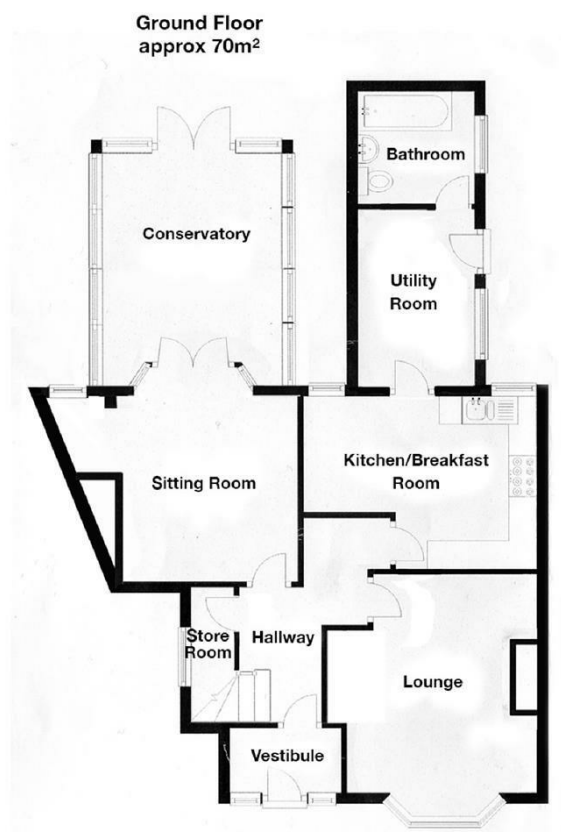 Ground Floor
approx 70m²
Bathroom
Conservatory
Utility
Room
Kitchen/Breakfast
Room
Sitting Room
Store
Room
Hallway
Lounge
Vestibule